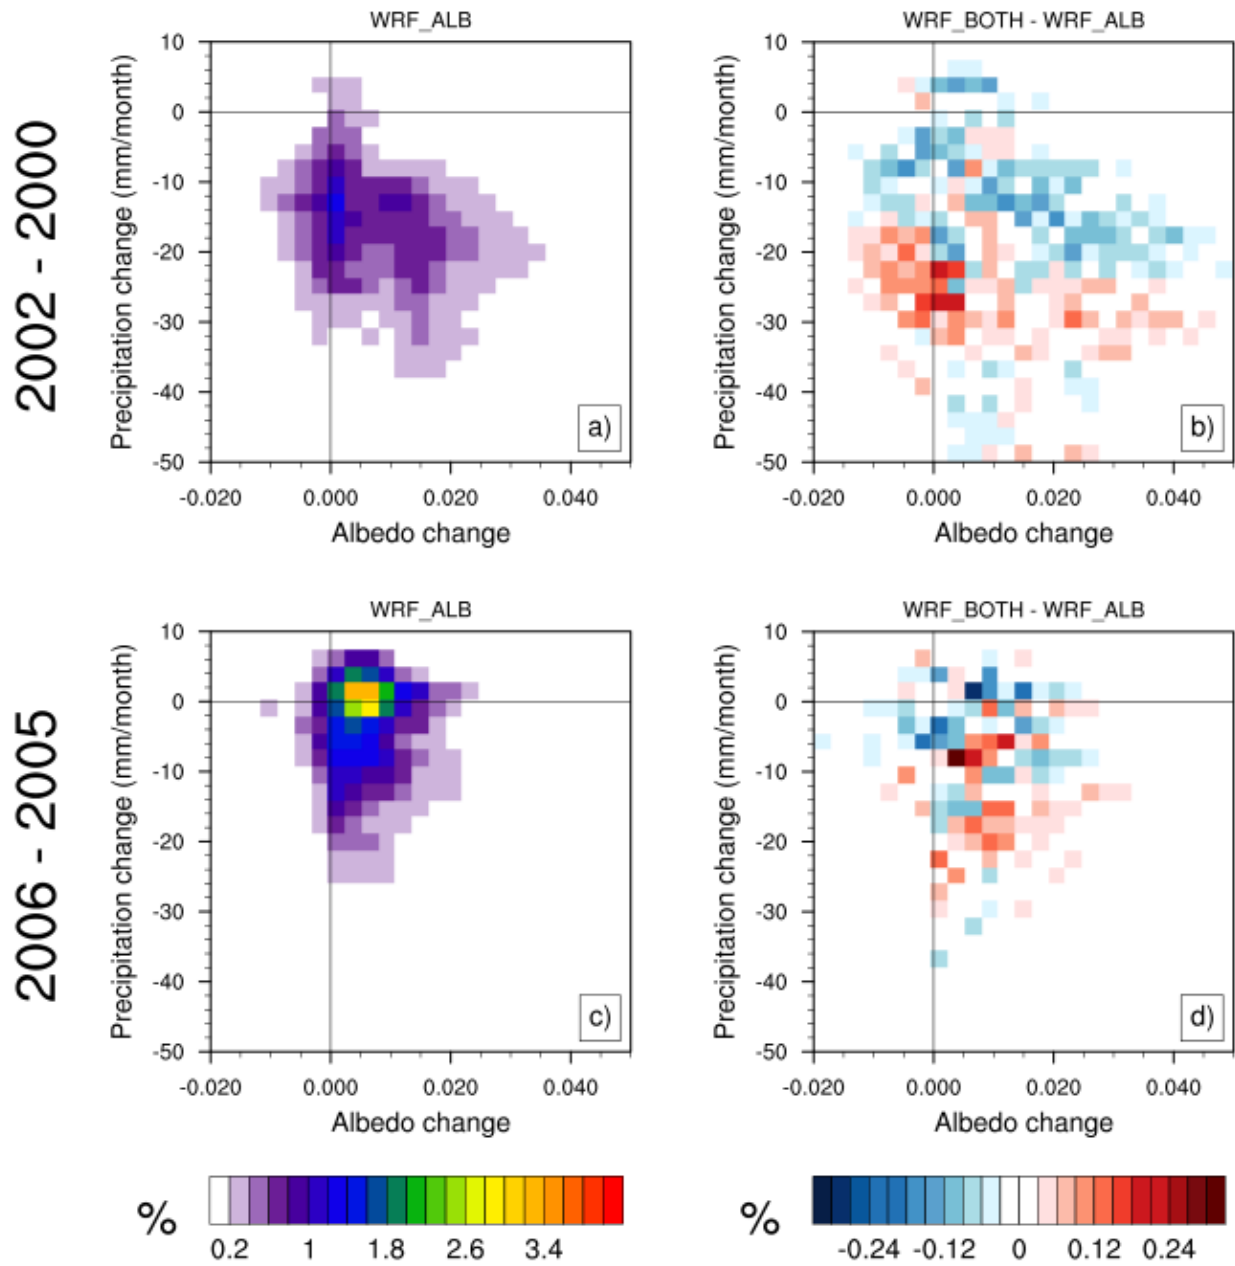 WRF_ALB
WRF_BOTH - WRF_ALB
2002 - 2000
Precipitation change (mm/month)
10
0
-10
-20
-30
-40
-50
a)
-0.020
0.000
0.020
0.040
Albedo change
Precipitation change (mm/month)
10
0
-10
-20
-30
-40
-50
b)
-0.020
0.000
0.020
0.040
Albedo change
WRF_ALB
WRF_BOTH - WRF_ALB
2006 - 2005
Precipitation change (mm/month)
10
0
-10
-20
-30
-40
-50
c)
-0.020
0.000
0.020
0.040
Albedo change
Precipitation change (mm/month)
10
0
-10
-20
-30
-40
-50
d)
-0.020
0.000
0.020
0.040
Albedo change
%
0.2 1 1.8 2.6 3.4
%
-0.24 -0.12 0 0.12 0.24